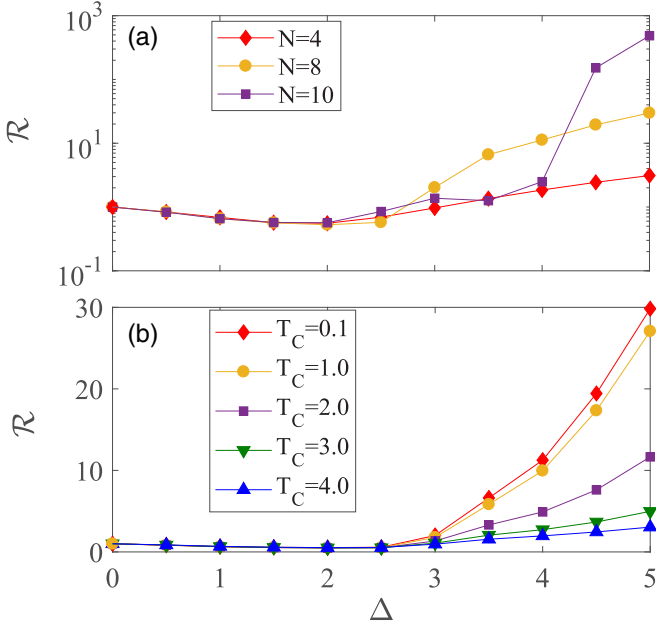 (a)
N=4
N=8
N=10
10³
10¹
10⁻¹
ℛ
(b)
T_C=0.1
T_C=1.0
T_C=2.0
T_C=3.0
T_C=4.0
30
20
10
0
ℛ
0 1 2 3 4 5
Δ